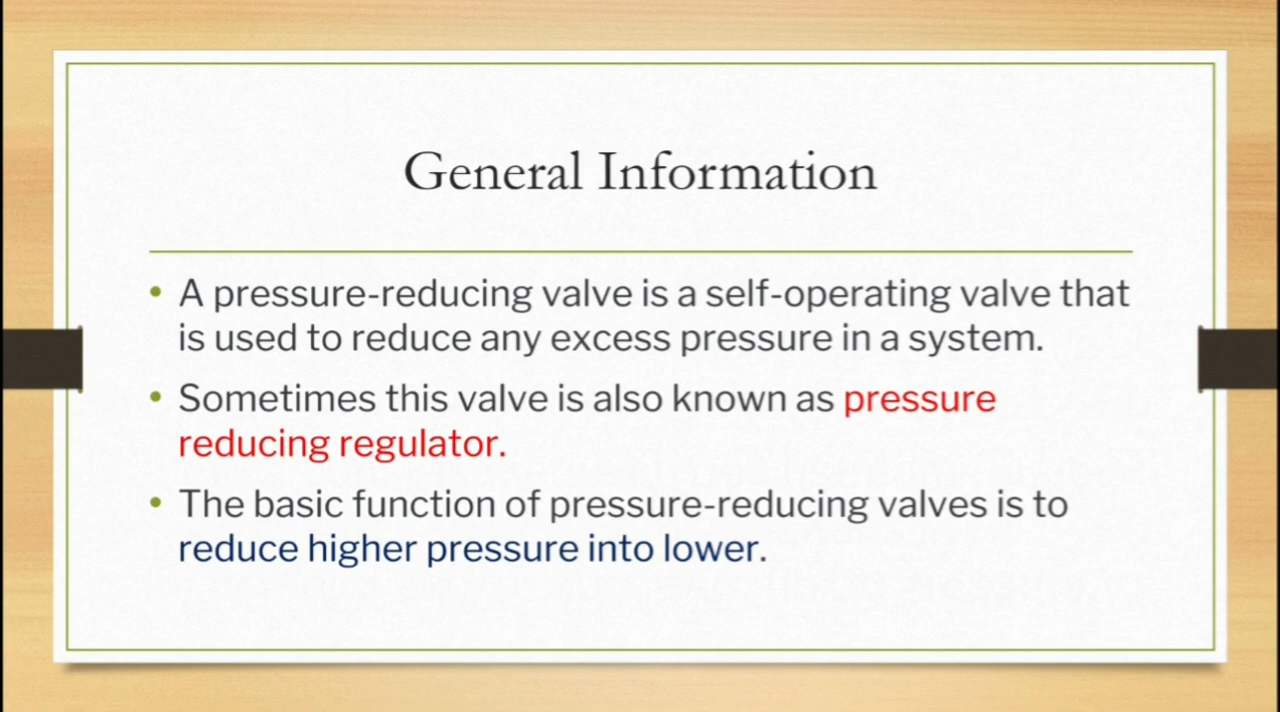 General Information
• A pressure-reducing valve is a self-operating valve that
is used to reduce any excess pressure in a system.
• Sometimes this valve is also known as pressure
reducing regulator.
• The basic function of pressure-reducing valves is to
reduce higher pressure into lower.